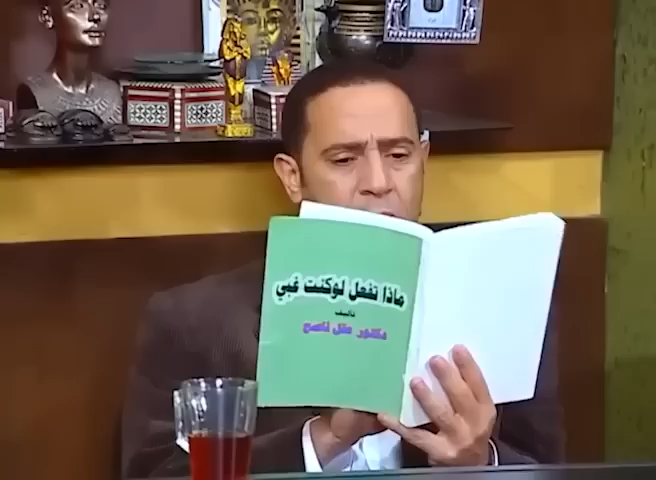 ماذا تفعل لوكنت غبي
تأليف
دكتور عقل ناصح